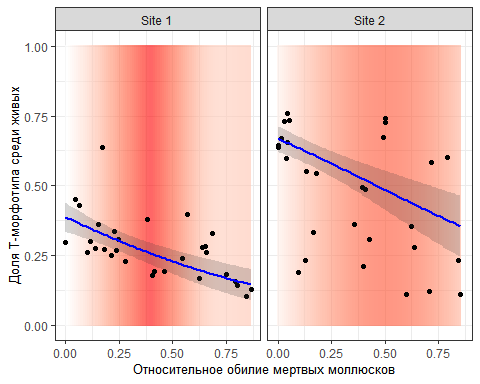 Site 1
Site 2
Доля Т-морфотипа среди живых
1.00
0.75
0.50
0.25
0.00
0.00 0.25 0.50 0.75
0.00 0.25 0.50 0.75
Относительное обилие мертвых моллюсков